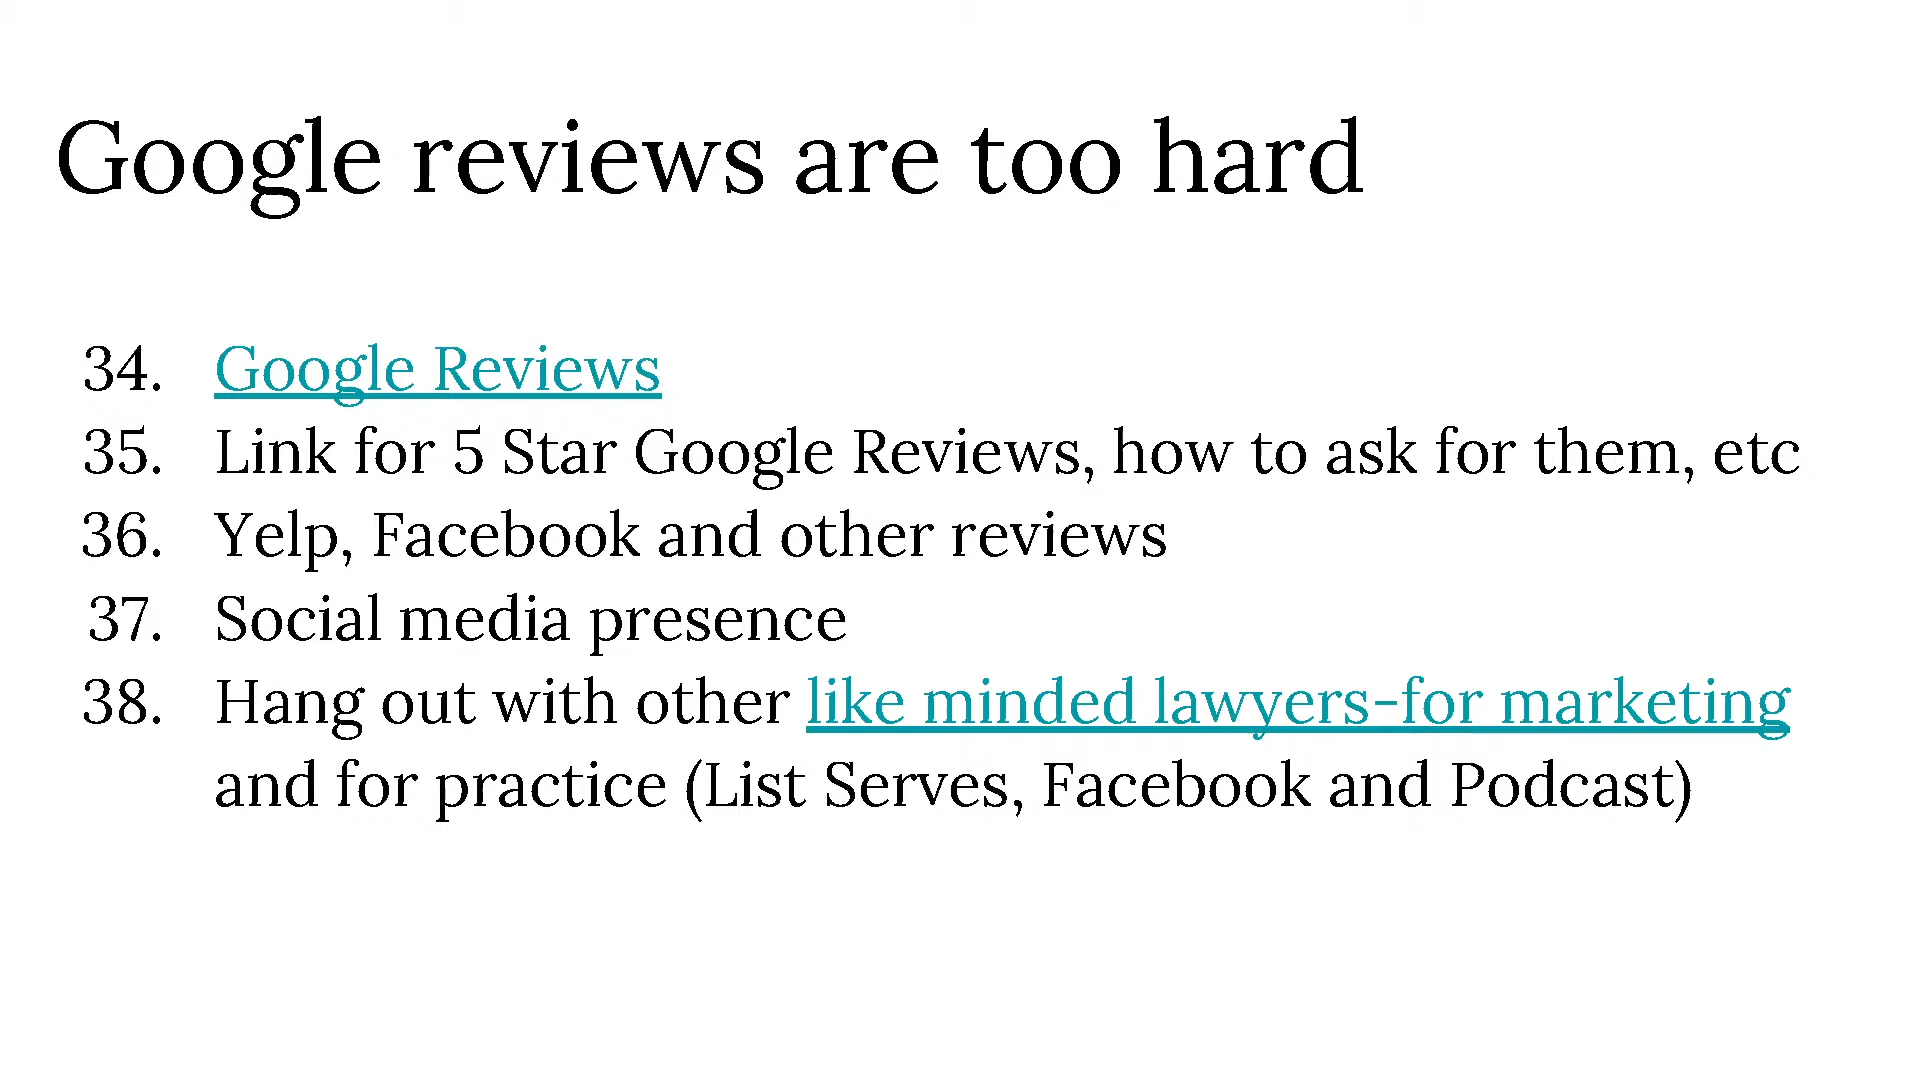 Google reviews are too hard
34. Google Reviews
35. Link for 5 Star Google Reviews, how to ask for them, etc
36. Yelp, Facebook and other reviews
37. Social media presence
38. Hang out with other like minded lawyers-for marketing
and for practice (List Serves, Facebook and Podcast)